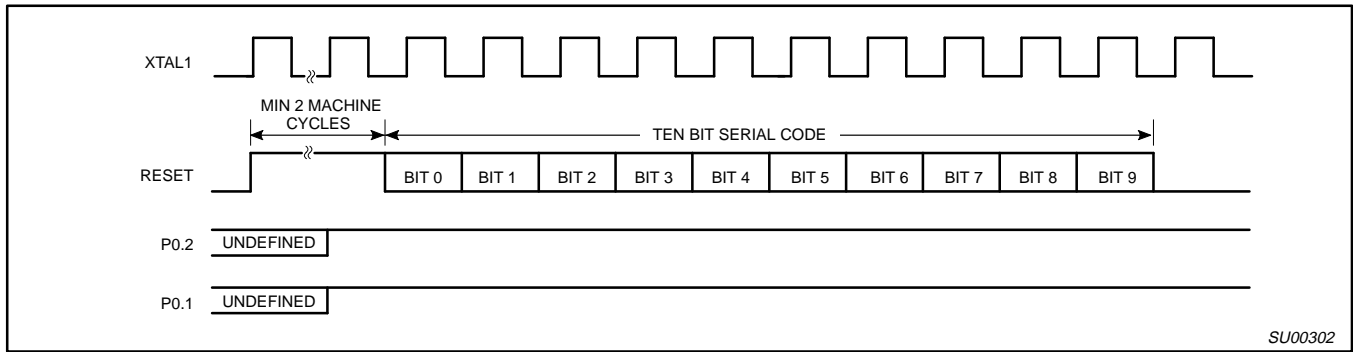 XTAL1
MIN 2 MACHINE
CYCLES
TEN BIT SERIAL CODE
RESET
BIT 0 BIT 1 BIT 2 BIT 3 BIT 4 BIT 5 BIT 6 BIT 7 BIT 8 BIT 9
P0.2 UNDEFINED
P0.1 UNDEFINED
SU00302